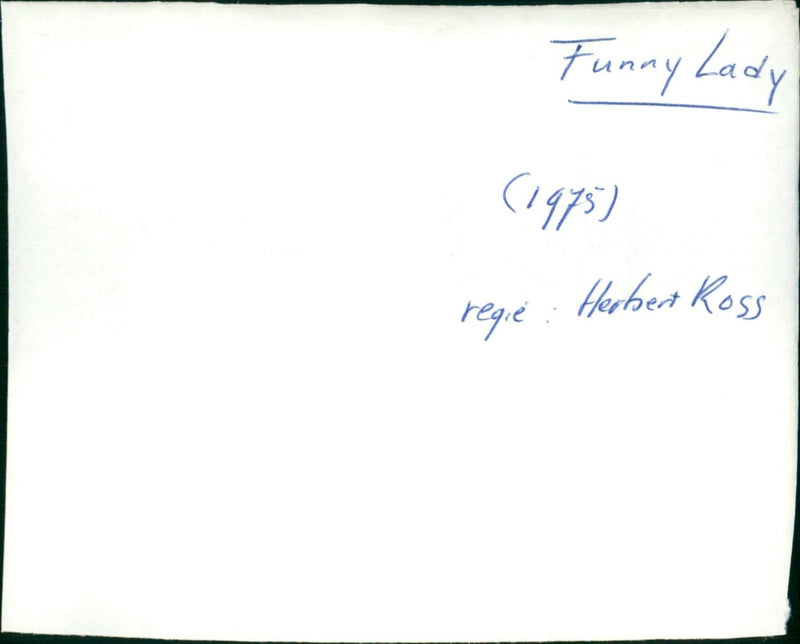 Funny Lady
(1975)
regie : Herbert Ross